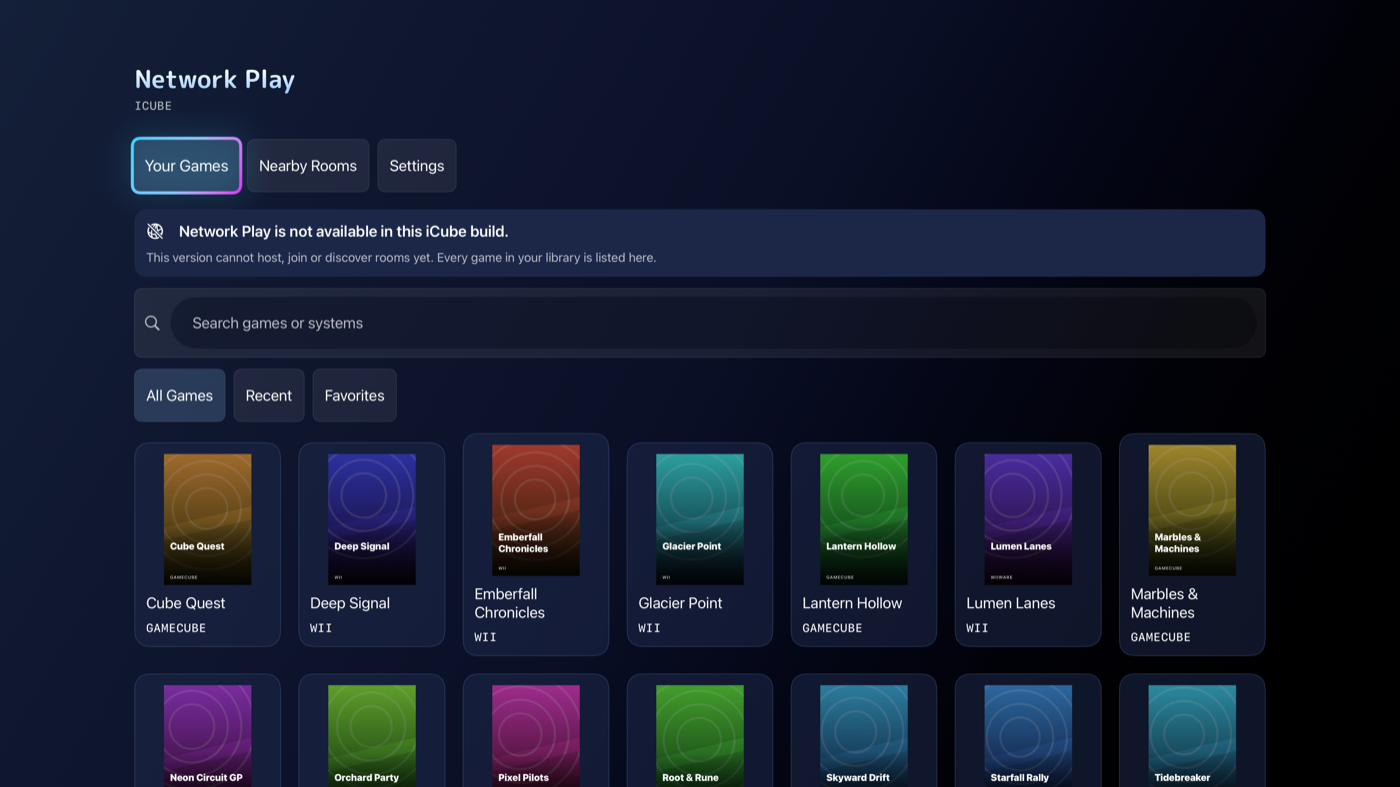 Network Play
ICUBE
Your Games
Nearby Rooms
Settings
Network Play is not available in this iCube build.
This version cannot host, join or discover rooms yet. Every game in your library is listed here.
Search games or systems
All Games
Recent
Favorites
Cube Quest
GAMECUBE
Cube Quest
GAMECUBE
Deep Signal
WII
Deep Signal
WII
Emberfall
Chronicles
WII
Emberfall
Chronicles
WII
Glacier Point
WII
Glacier Point
WII
Lantern Hollow
GAMECUBE
Lantern Hollow
GAMECUBE
Lumen Lanes
WIIWARE
Lumen Lanes
WII
Marbles &
Machines
GAMECUBE
Marbles &
Machines
GAMECUBE
Neon Circuit GP
Orchard Party
Pixel Pilots
Root & Rune
Skyward Drift
Starfall Rally
Tidebreaker